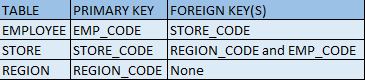 TABLE PRIMARY KEY FOREIGN KEY(S)
EMPLOYEE EMP_CODE STORE_CODE
STORE STORE_CODE REGION_CODE and EMP_CODE
REGION REGION_CODE None